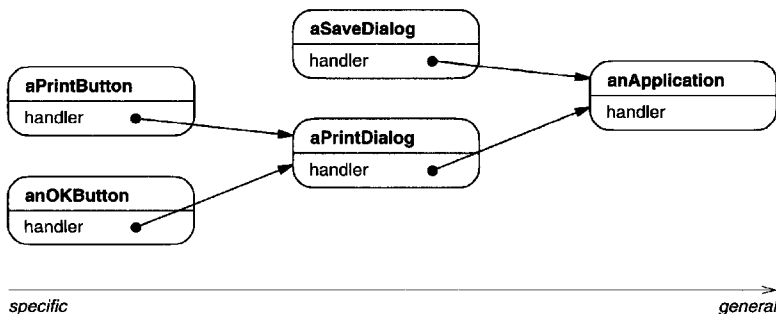 aSaveDialog
handler
aPrintButton
handler
anApplication
handler
aPrintDialog
handler
anOKButton
handler
specific
general